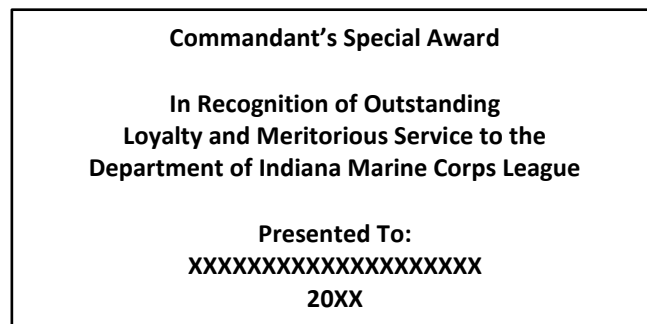 Commandant’s Special Award
In Recognition of Outstanding
Loyalty and Meritorious Service to the
Department of Indiana Marine Corps League
Presented To:
XXXXXXXXXXXXXXXXXXXX
20XX